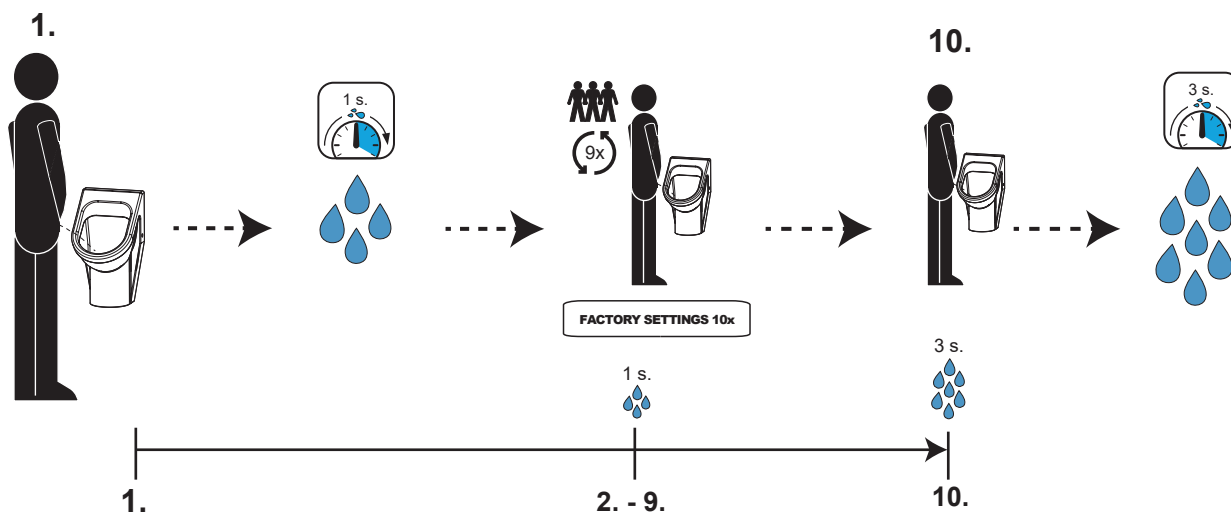 1.
10.
1 s.
3 s.
9x
FACTORY SETTINGS 10x
1 s.
3 s.
1.
2. - 9.
10.